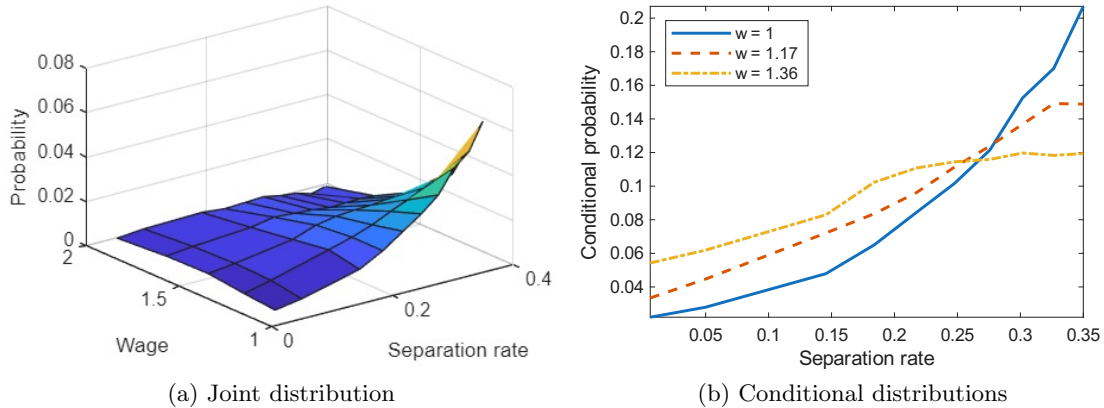 0.08
0.06
0.04
0.02
0
Probability
2
1.5
1
Wage
0
0.2
0.4
Separation rate
(a) Joint distribution
0.2
0.18
0.16
0.14
0.12
0.1
0.08
0.06
0.04
Conditional probability
w = 1
w = 1.17
w = 1.36
0.05 0.1 0.15 0.2 0.25 0.3 0.35
Separation rate
(b) Conditional distributions